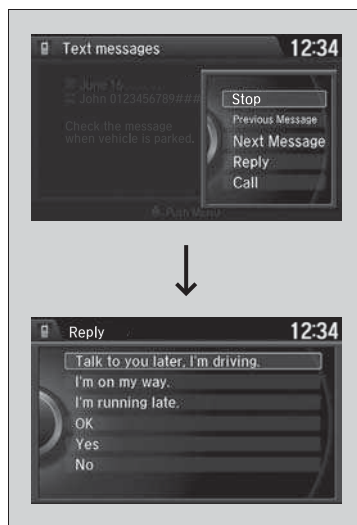 Text messages 12:34
June 16
John 0123456789###
Check the message
when vehicle is parked.
Stop
Previous Message
Next Message
Reply
Call
Push MENU
Reply 12:34
Talk to you later, I'm driving.
I'm on my way.
I'm running late.
OK
Yes
No